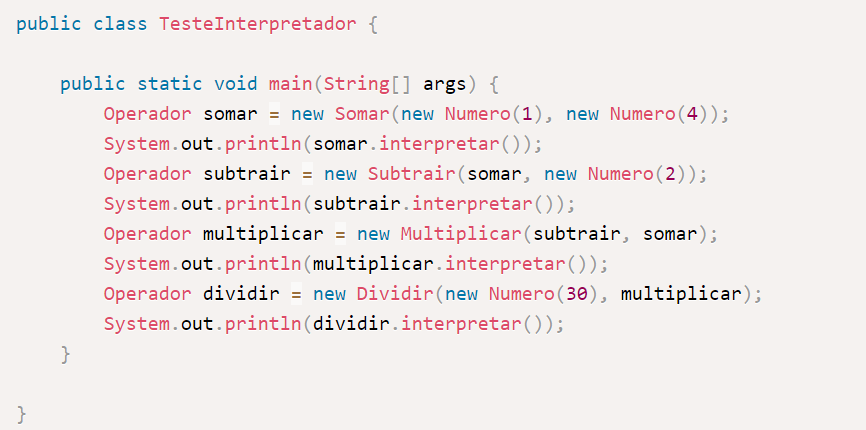 public class TesteInterpretador {
public static void main(String[] args) {
Operador somar = new Somar(new Numero(1), new Numero(4));
System.out.println(somar.interpretar());
Operador subtrair = new Subtrair(somar, new Numero(2));
System.out.println(subtrair.interpretar());
Operador multiplicar = new Multiplicar(subtrair, somar);
System.out.println(multiplicar.interpretar());
Operador dividir = new Dividir(new Numero(30), multiplicar);
System.out.println(dividir.interpretar());
}
}